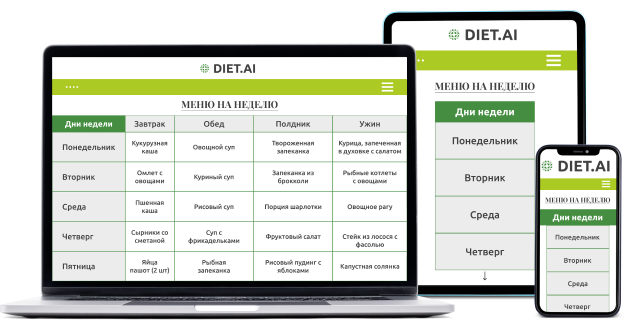 DIET.AI
МЕНЮ НА НЕДЕЛЮ
Дни недели Завтрак Обед Полдник Ужин
Понедельник Кукурузная каша Овощной суп Твороженная запеканка Курица, запеченная в духовке с салатом
Вторник Омлет с овощами Куриный суп Запеканка из брокколи Рыбные котлеты с овощами
Среда Пшенная каша Рисовый суп Порция шарлотки Овощное рагу
Четверг Сырники со сметаной Суп с фрикадельками Фруктовый салат Стейк из лосося с фасолью
Пятница Яйца пашот (2 шт) Рыбная запеканка Рисовый пудинг с яблоками Капустная солянка
DIET.AI
МЕНЮ НА НЕДЕЛЮ
Дни недели
Понедельник
Вторник
Среда
Четверг
↓
DIET.AI
МЕНЮ НА НЕДЕЛЮ
Дни недели
Понедельник
Вторник
Среда
Четверг